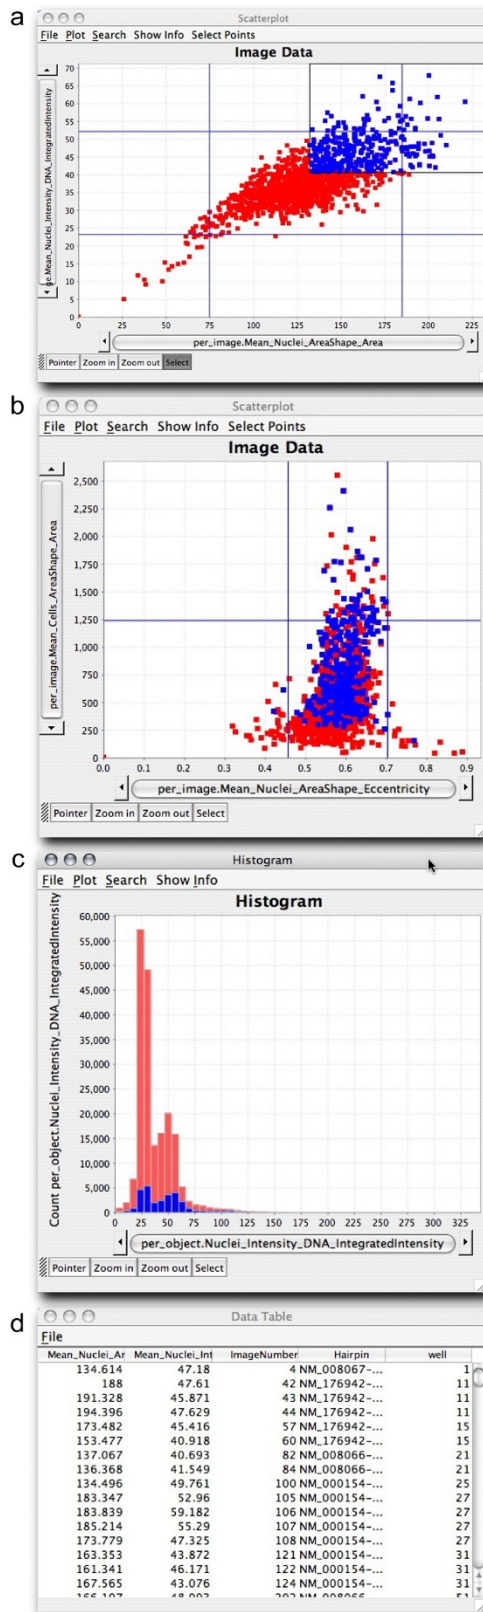 a
Scatterplot
File Plot Search Show Info Select Points
Image Data
ge.Mean_Nuclei_Intensity_DNA_IntegratedIntensity
70
65
60
55
50
45
40
35
30
25
20
15
10
5
0
0 25 50 75 100 125 150 175 200 225
per_image.Mean_Nuclei_AreaShape_Area
Pointer Zoom in Zoom out Select
b
Scatterplot
File Plot Search Show Info Select Points
Image Data
per_image.Mean_Cells_AreaShape_Area
2,500
2,250
2,000
1,750
1,500
1,250
1,000
750
500
250
0
0.0 0.1 0.2 0.3 0.4 0.5 0.6 0.7 0.8 0.9
per_image.Mean_Nuclei_AreaShape_Eccentricity
Pointer Zoom in Zoom out Select
c
Histogram
File Plot Search Show Info
Histogram
Count per_object.Nuclei_Intensity_DNA_IntegratedIntensity
60,000
55,000
50,000
45,000
40,000
35,000
30,000
25,000
20,000
15,000
10,000
5,000
0
0 25 50 75 100 125 150 175 200 225 250 275 300 325
per_object.Nuclei_Intensity_DNA_IntegratedIntensity
Pointer Zoom in Zoom out Select
d
Data Table
File
Mean_Nuclei_Ar Mean_Nuclei_Int ImageNumber Hairpin well
134.614 47.18 4 NM_008067-... 1
188 47.61 42 NM_176942-... 11
191.328 45.871 43 NM_176942-... 11
194.396 47.629 44 NM_176942-... 11
173.482 45.416 57 NM_176942-... 15
153.477 40.918 60 NM_176942-... 15
137.067 40.693 82 NM_008066-... 21
136.368 41.549 84 NM_008066-... 21
134.496 49.761 100 NM_000154-... 25
183.347 52.96 105 NM_000154-... 27
183.839 59.182 106 NM_000154-... 27
185.214 55.29 107 NM_000154-... 27
173.779 47.325 108 NM_000154-... 27
163.353 43.872 121 NM_000154-... 31
161.341 46.171 122 NM_000154-... 31
167.565 43.076 124 NM_000154-... 31